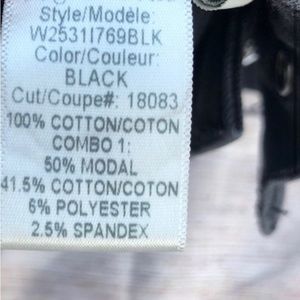 Style/Modèle:
W2531I769BLK
Color/Couleur:
BLACK
Cut/Coupe#: 18083
100% COTTON/COTON
COMBO 1:
50% MODAL
41.5% COTTON/COTON
6% POLYESTER
2.5% SPANDEX